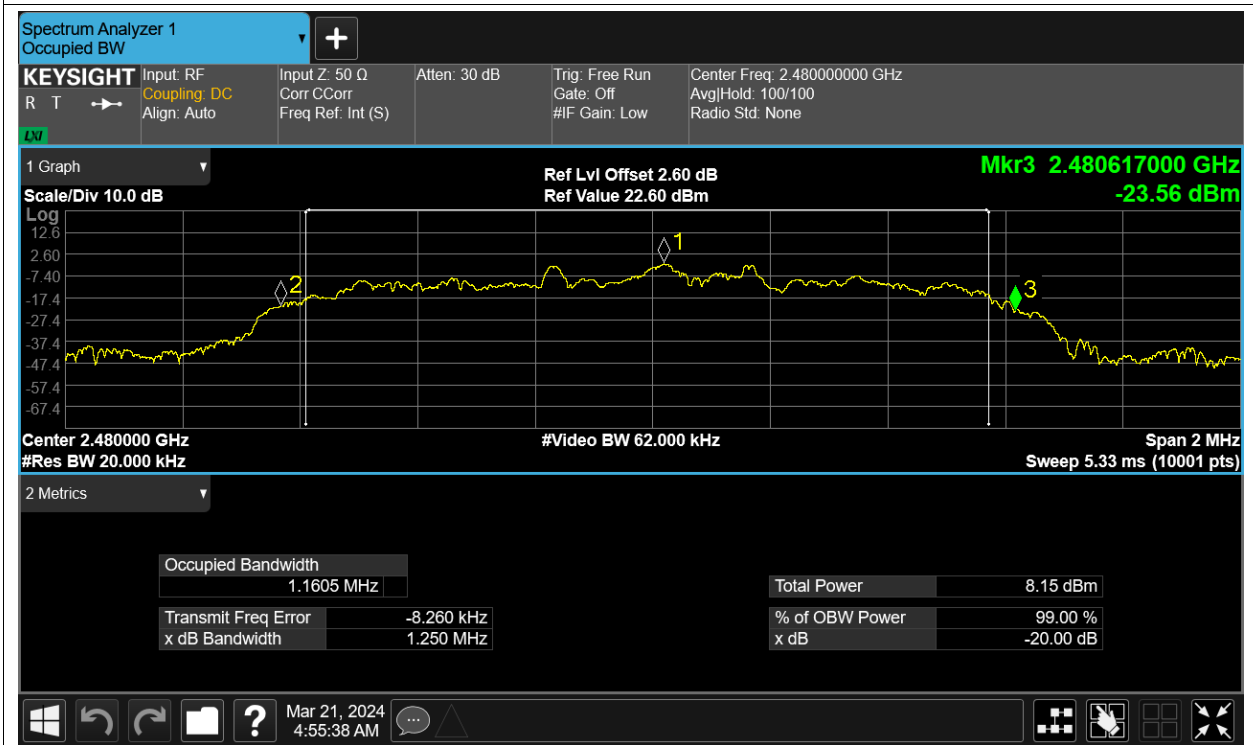 Spectrum Analyzer 1
Occupied BW
KEYSIGHT
R T
LXI
Input: RF
Coupling: DC
Align: Auto
Input Z: 50 Ω
Corr CCorr
Freq Ref: Int (S)
Atten: 30 dB
Trig: Free Run
Gate: Off
#IF Gain: Low
Center Freq: 2.480000000 GHz
Avg|Hold: 100/100
Radio Std: None
1 Graph
Scale/Div 10.0 dB
Ref Lvl Offset 2.60 dB
Ref Value 22.60 dBm
Mkr3 2.480617000 GHz
-23.56 dBm
Log
12.6
2.60
-7.40
-17.4
-27.4
-37.4
-47.4
-57.4
-67.4
1
2
3
Center 2.480000 GHz
#Video BW 62.000 kHz
Span 2 MHz
#Res BW 20.000 kHz
Sweep 5.33 ms (10001 pts)
2 Metrics
Occupied Bandwidth
1.1605 MHz
Total Power 8.15 dBm
Transmit Freq Error -8.260 kHz
% of OBW Power 99.00 %
x dB Bandwidth 1.250 MHz
x dB -20.00 dB
?
Mar 21, 2024
4:55:38 AM